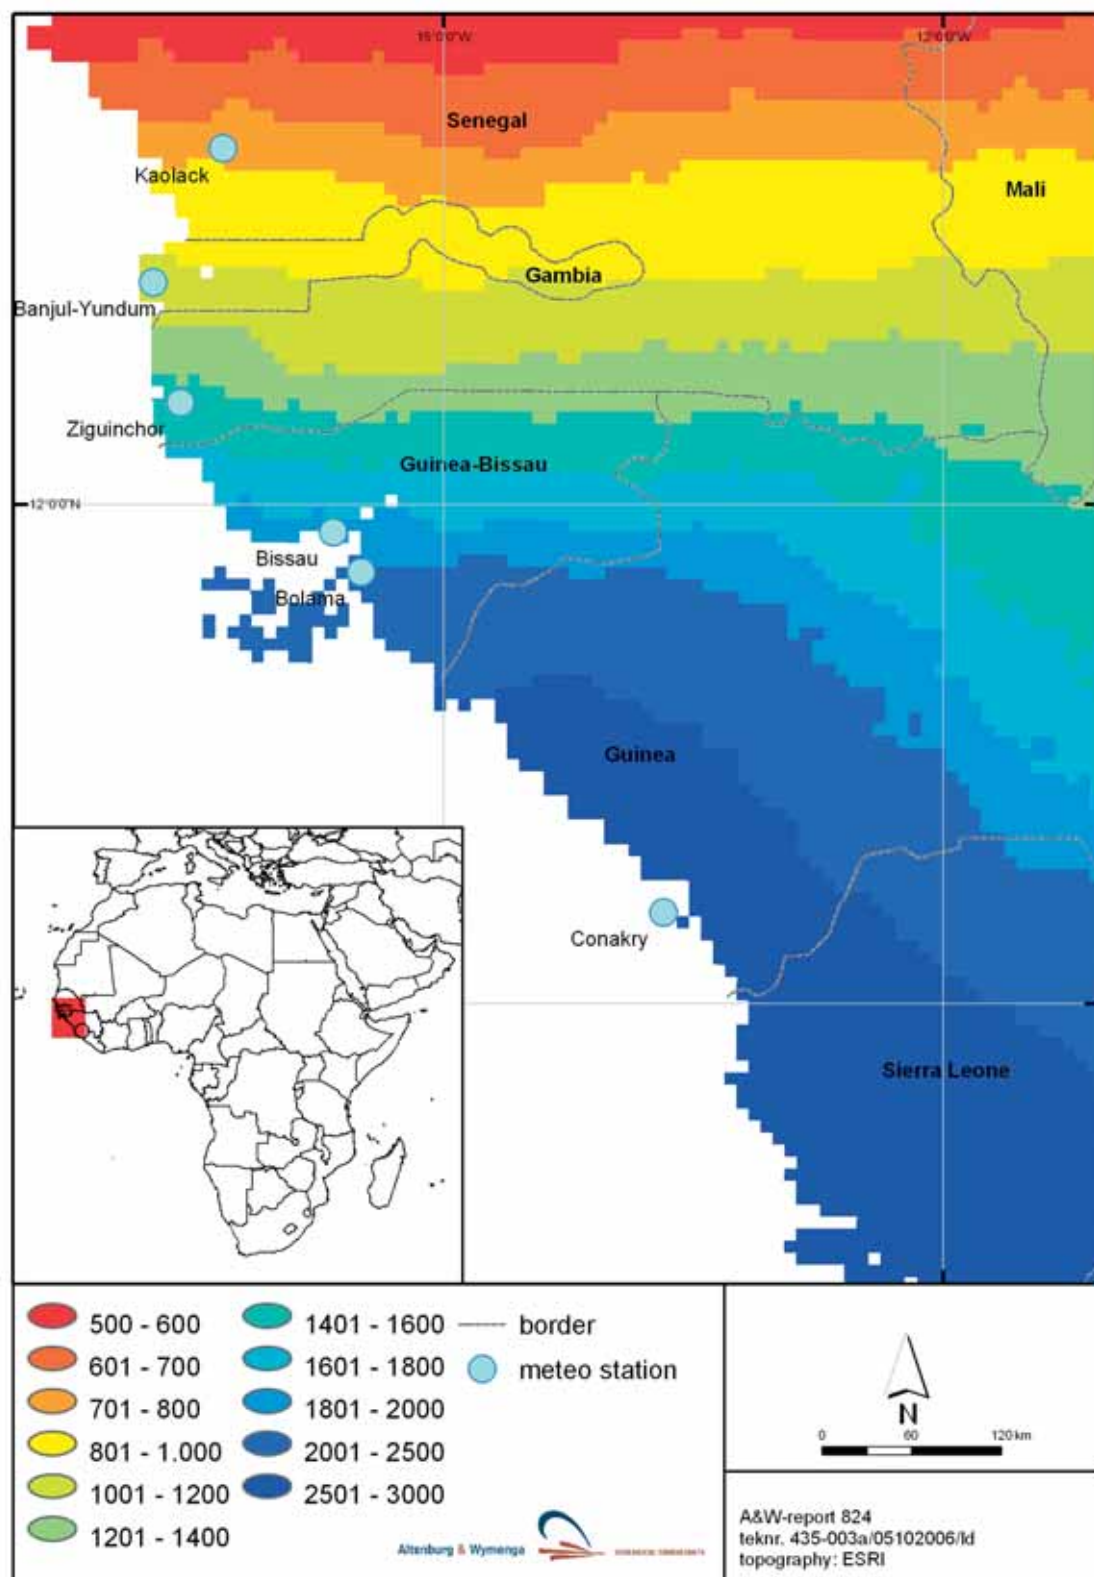 15°0'0"W
12°0'0"W
Senegal
Kaolack
Mali
Gambia
Banjul-Yundum
Ziguinchor
Guinea-Bissau
12°0'0"N
Bissau
Bolama
Guinea
Conakry
Sierra Leone
500 - 600
601 - 700
701 - 800
801 - 1.000
1001 - 1200
1201 - 1400
1401 - 1600
1601 - 1800
1801 - 2000
2001 - 2500
2501 - 3000
border
meteo station
Altenburg & Wymenga
N
0 60 120 km
A&W-report 824
teknr. 435-003a/05102006/ld
topography: ESRI